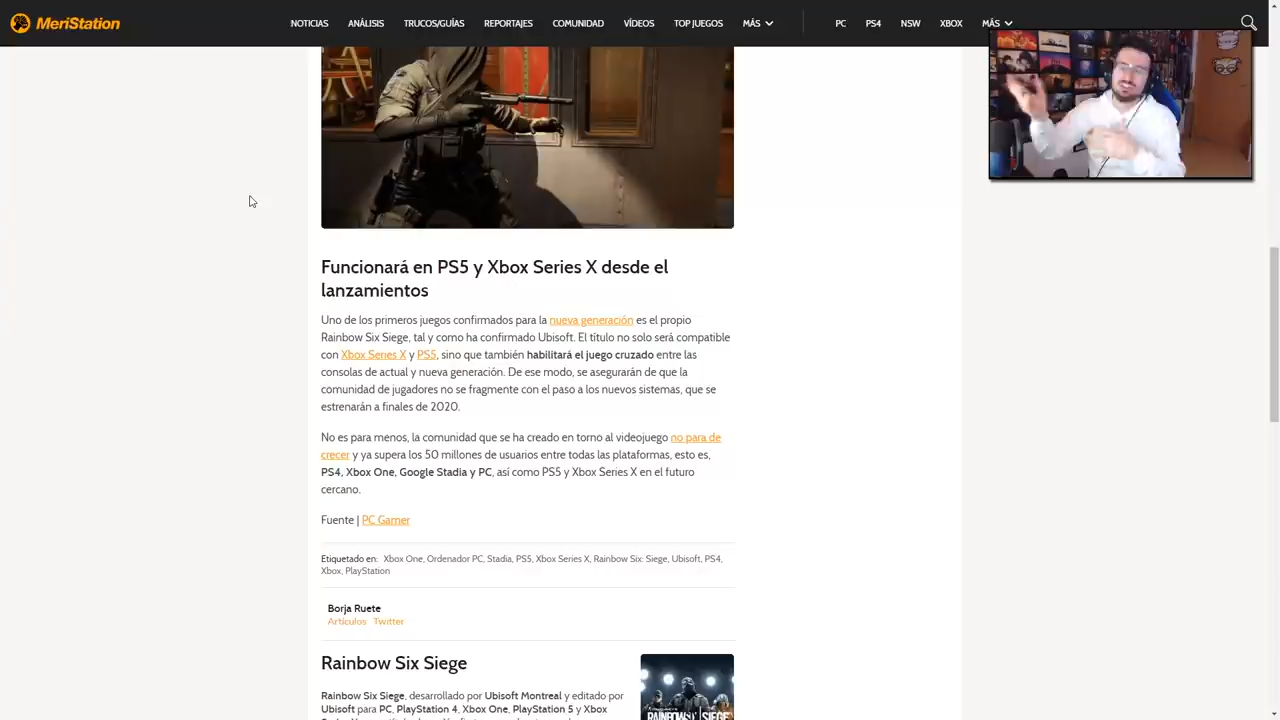 MeriStation
NOTICIAS ANÁLISIS TRUCOS/GUÍAS REPORTAJES COMUNIDAD VÍDEOS TOP JUEGOS MÁS PC PS4 NSW XBOX MÁS
Funcionará en PS5 y Xbox Series X desde el
lanzamientos
Uno de los primeros juegos confirmados para la nueva generación es el propio
Rainbow Six Siege, tal y como ha confirmado Ubisoft. El título no solo será compatible
con Xbox Series X y PS5, sino que también habilitará el juego cruzado entre las
consolas de actual y nueva generación. De ese modo, se asegurarán de que la
comunidad de jugadores no se fragmente con el paso a los nuevos sistemas, que se
estrenarán a finales de 2020.
No es para menos, la comunidad que se ha creado en torno al videojuego no para de
crecer y ya supera los 50 millones de usuarios entre todas las plataformas, esto es,
PS4, Xbox One, Google Stadia y PC, así como PS5 y Xbox Series X en el futuro
cercano.
Fuente | PC Gamer
Etiquetado en: Xbox One, Ordenador PC, Stadia, PS5, Xbox Series X, Rainbow Six: Siege, Ubisoft, PS4,
Xbox, PlayStation
Borja Ruete
Artículos Twitter
Rainbow Six Siege
Rainbow Six Siege, desarrollado por Ubisoft Montreal y editado por
Ubisoft para PC, PlayStation 4, Xbox One, PlayStation 5 y Xbox
RAINBOW SIX SIEGE